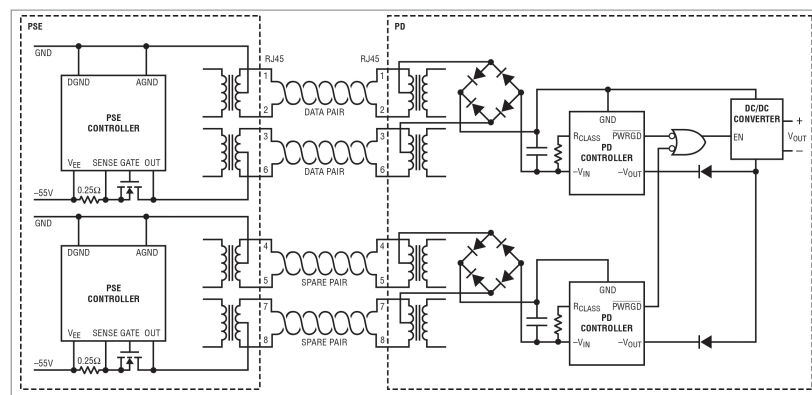 PSE
PD
GND
DGND AGND
PSE
CONTROLLER
VEE SENSE GATE OUT
–55V
0.25Ω
RJ45
RJ45
1
1
2
2
DATA PAIR
3
3
6
6
DATA PAIR
GND
RCLASS PWRGD
PD
CONTROLLER
–VIN –VOUT
DC/DC
CONVERTER
EN
+
VOUT
–
GND
DGND AGND
PSE
CONTROLLER
VEE SENSE GATE OUT
–55V
0.25Ω
4
4
5
5
SPARE PAIR
7
7
8
8
SPARE PAIR
GND
RCLASS PWRGD
PD
CONTROLLER
–VIN –VOUT